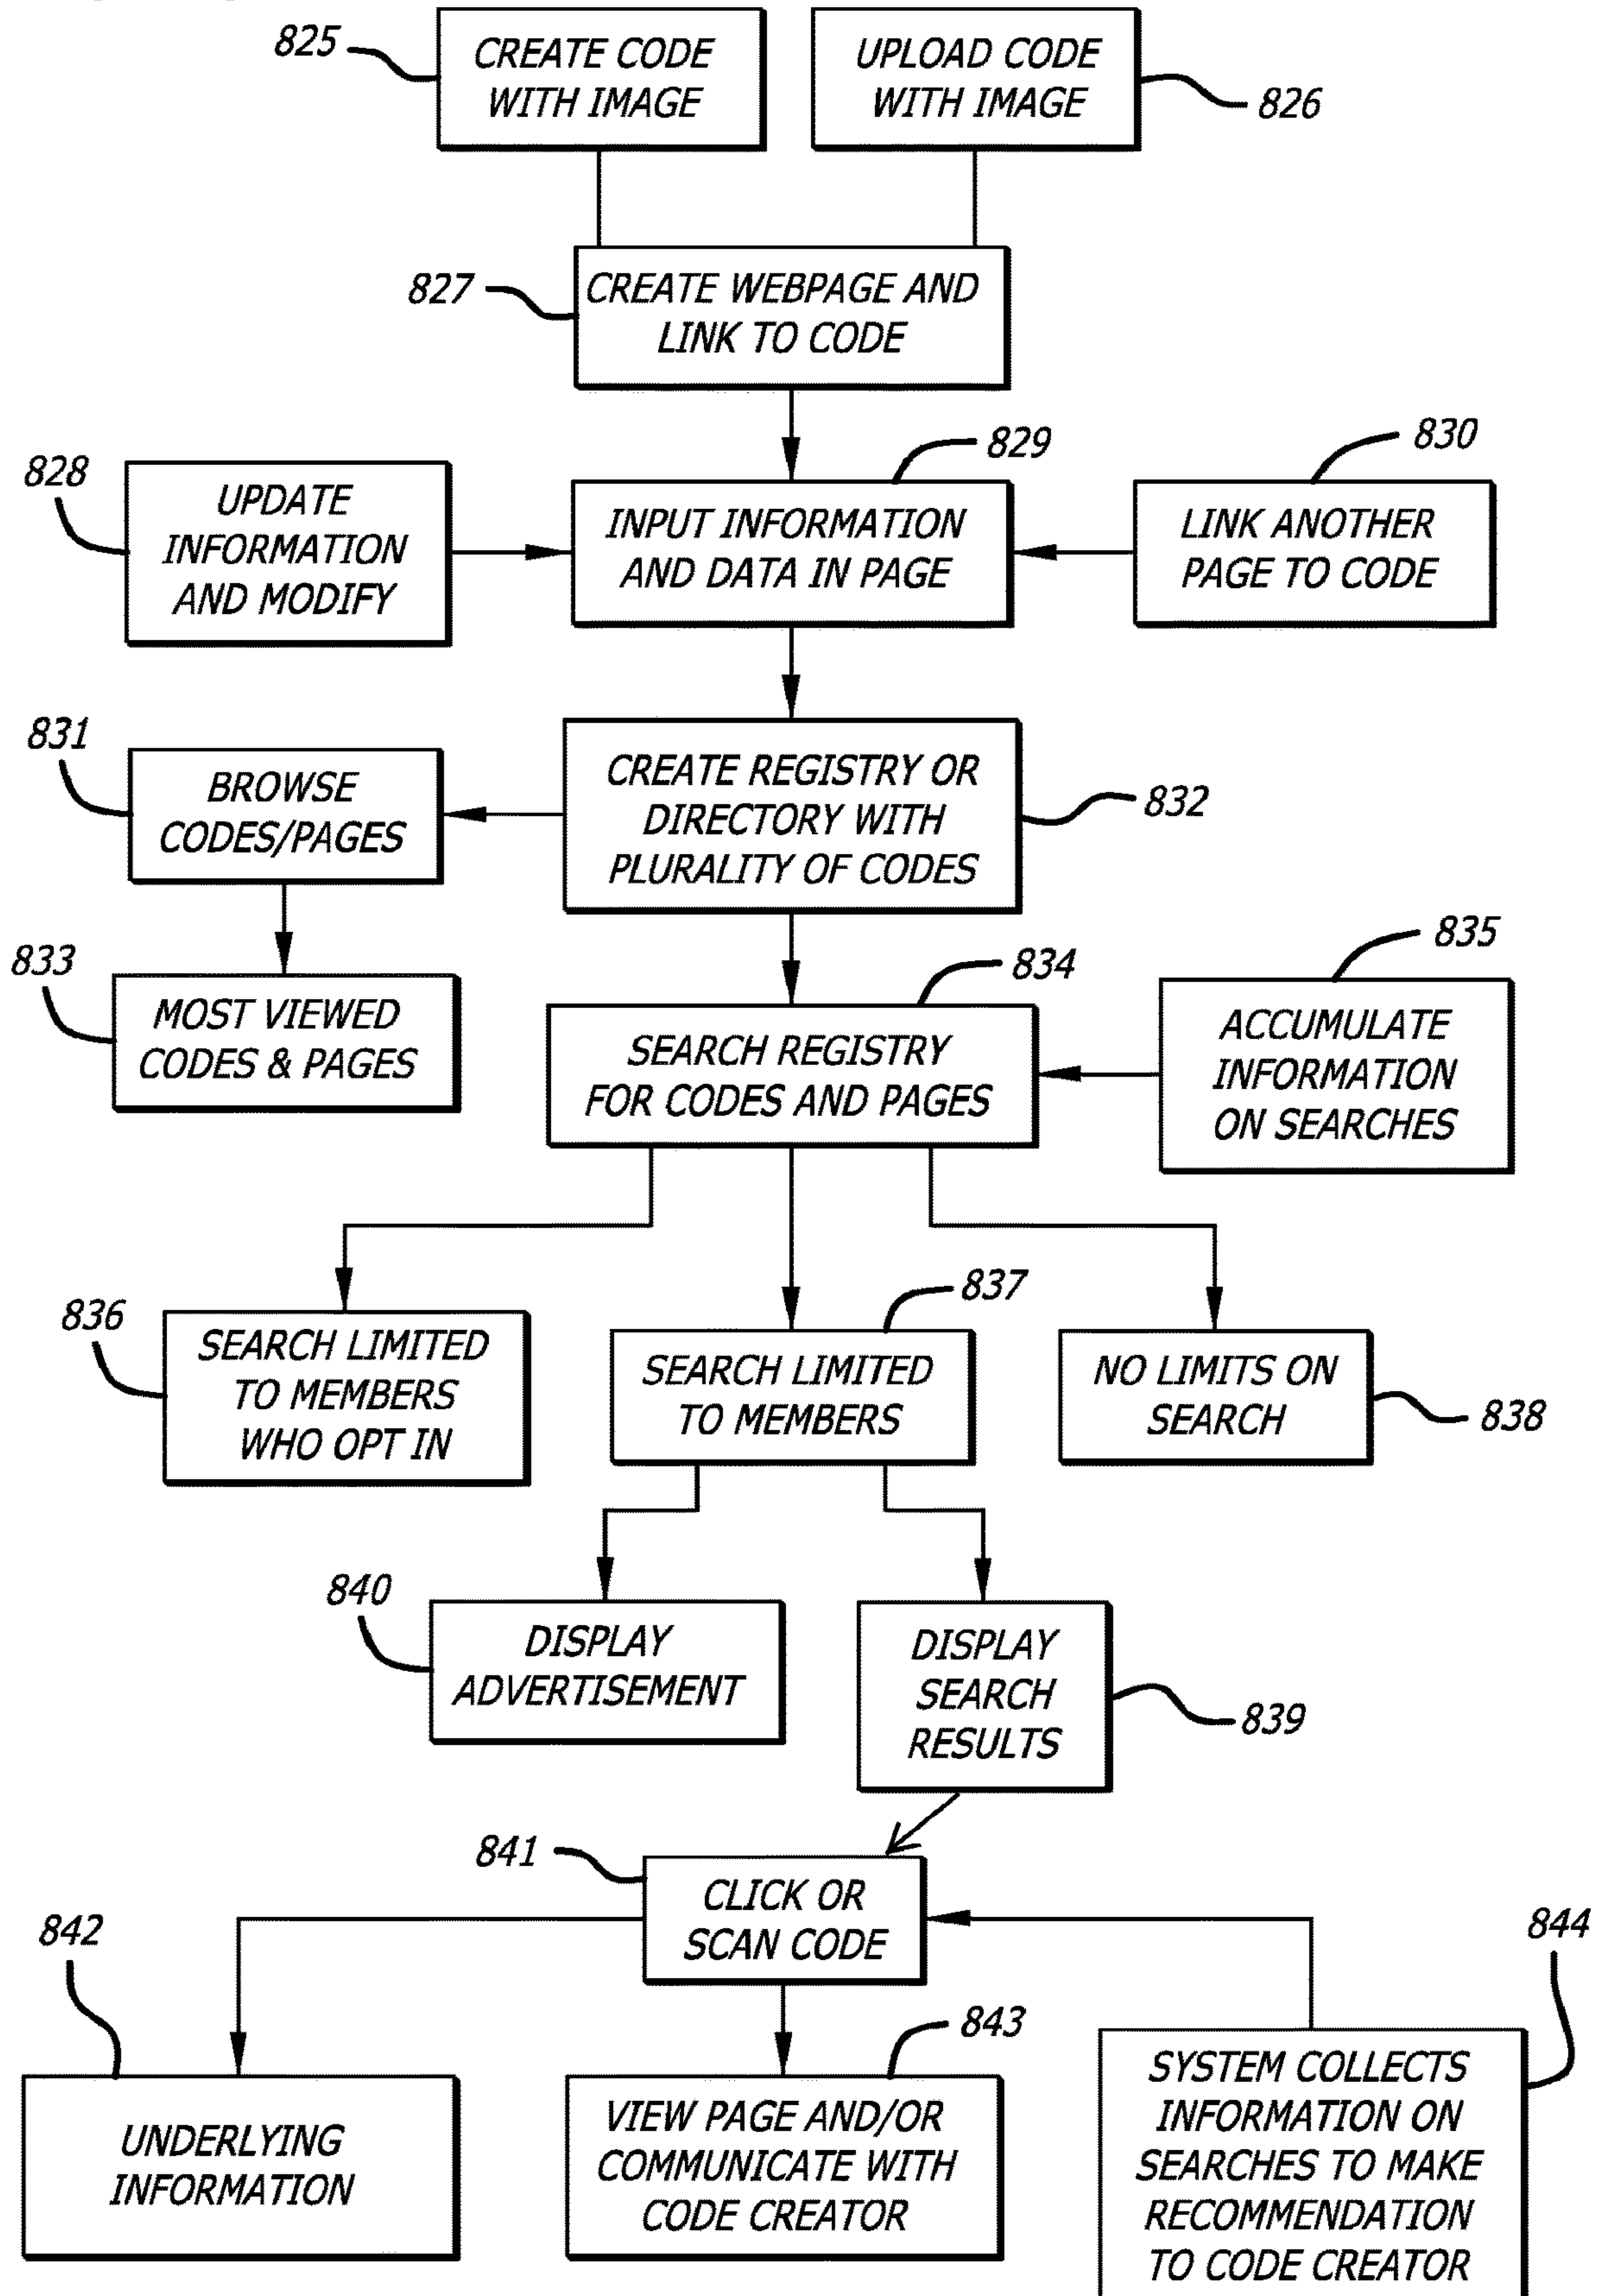 825
CREATE CODE
WITH IMAGE
UPLOAD CODE
WITH IMAGE
826
827
CREATE WEBPAGE AND
LINK TO CODE
828
UPDATE
INFORMATION
AND MODIFY
829
INPUT INFORMATION
AND DATA IN PAGE
830
LINK ANOTHER
PAGE TO CODE
831
BROWSE
CODES/PAGES
CREATE REGISTRY OR
DIRECTORY WITH
PLURALITY OF CODES
832
833
MOST VIEWED
CODES & PAGES
834
SEARCH REGISTRY
FOR CODES AND PAGES
835
ACCUMULATE
INFORMATION
ON SEARCHES
836
SEARCH LIMITED
TO MEMBERS
WHO OPT IN
837
SEARCH LIMITED
TO MEMBERS
NO LIMITS ON
SEARCH
838
840
DISPLAY
ADVERTISEMENT
DISPLAY
SEARCH
RESULTS
839
841
CLICK OR
SCAN CODE
842
UNDERLYING
INFORMATION
843
VIEW PAGE AND/OR
COMMUNICATE WITH
CODE CREATOR
844
SYSTEM COLLECTS
INFORMATION ON
SEARCHES TO MAKE
RECOMMENDATION
TO CODE CREATOR